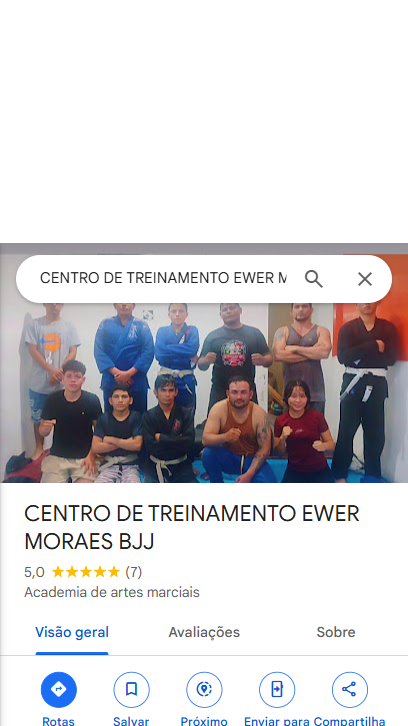 CENTRO DE TREINAMENTO EWER M
CENTRO DE TREINAMENTO EWER
MORAES BJJ
5,0 (7)
Academia de artes marciais
Visão geral Avaliações Sobre
Rotas Salvar Próximo Enviar para Compartilha